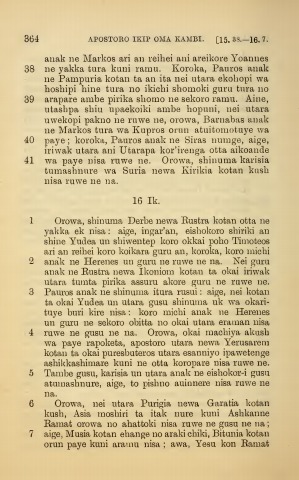 364 APOSTORO IKIP OMA KAMBI. [15. 38.—16. 7.
anak ne Markos ari an reihei ani areikore Yoannes
38 ne yakka tura kuni ramu. Koroka, Pauros anak
ne Pampuria kotan ta an ita nei utara ekohopi wa
hoshipi hine tura no ikichi shomoki guru tura no
39 arapare ambe pirika shomo ne sekoro ramu. Aine,
utashpa shiu upaekoiki ambe hopuni, nei utara
uwekopi pakno ne ruwe ne, orowa, Barnabas anak
ne Markos tura wa Kupros orun atuitomotuye wa
40 paye; koroka, Pauros anak ne Siras numge, aige,
iriwak utara ani Utarapa kor'irenga otta aikoande
41 wa paye nisa ruwe ne. Orowa, shinuma karisia
tumashnure wa Suria newa Kirikia kotan kush
nisa ruwe ne na.
16 Ik.
1 Orowa, shinuma Derbe newa Rustra kotan otta ne
yakka ek nisa: aige, ingar'an, eishokoro shiriki an
shine Yudea un shiwentep koro okkai poho Timoteos
ari an reihei koro koikara guru an, koroka, koro michi
2 anak ne Herenes un guru ne ruwe ne na. Nei guru
anak ne Rustra newa Ikoniom kotan ta okai iriwak
utara tumta pirika assuru akore guru ne ruwe ne.
3 Pauros anak ne shinuma itura rusui: aige, nei kotan
ta okai Yudea un utara gusu shinuma uk wa okari-
tuye buri kire nisa: koro michi anak ne Herenes
un guru ne sekoro obitta no okai utara eraman nisa
4 ruwe ne gusu ne na. Orowa, okai machiya akush
wa paye rapoketa, apostoro utara newa Yerusarem
kotan ta okai puresbuteros utara esanniyo ipawetenge
ashikkashimare kuni ne otta koropare nisa ruwe ne.
5 Tambe gusu, karisia un utara anak ne eishokor-i gusu
atumashnure, aige, to pishno auinnere nisa ruwe ne
na.
6 Orowa, nei utara Purigia newa Garatia kotan
kush, Asia moshiri ta itak nure kuni Ashkanne
Ramat orowa no ahattoki nisa ruwe ne gusu ne na;
7 aige, Musia kotan ehange no araki chiki, Bitunia kotan
orun paye kuni aramu nisa; awa, Yesu kon Ramat